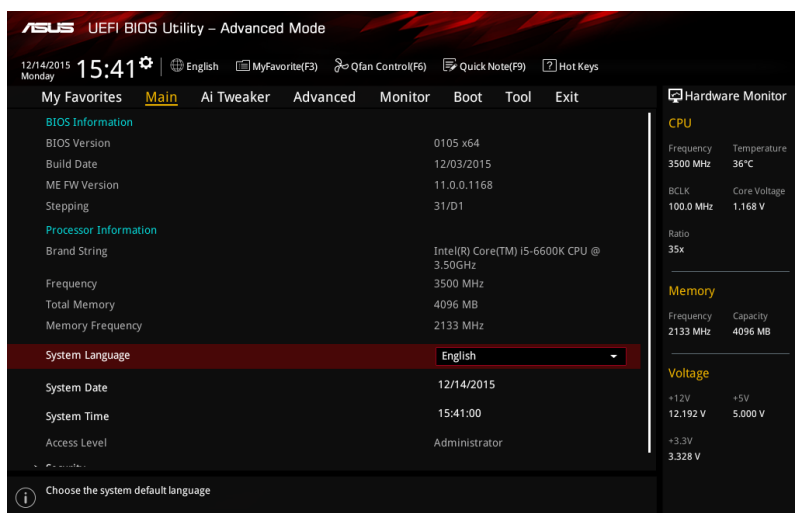 ASUS UEFI BIOS Utility – Advanced Mode
12/14/2015 Monday 15:41 English MyFavorite(F3) Qfan Control(F6) Quick Note(F9) ? Hot Keys
My Favorites Main Ai Tweaker Advanced Monitor Boot Tool Exit
BIOS Information
BIOS Version 0105 x64
Build Date 12/03/2015
ME FW Version 11.0.0.1168
Stepping 31/D1
Processor Information
Brand String Intel(R) Core(TM) i5-6600K CPU @
3.50GHz
Frequency 3500 MHz
Total Memory 4096 MB
Memory Frequency 2133 MHz
System Language English
System Date 12/14/2015
System Time 15:41:00
Access Level Administrator
Hardware Monitor
CPU
Frequency Temperature
3500 MHz 36°C
BCLK Core Voltage
100.0 MHz 1.168 V
Ratio
35x
Memory
Frequency Capacity
2133 MHz 4096 MB
Voltage
+12V +5V
12.192 V 5.000 V
+3.3V
3.328 V
i Choose the system default language